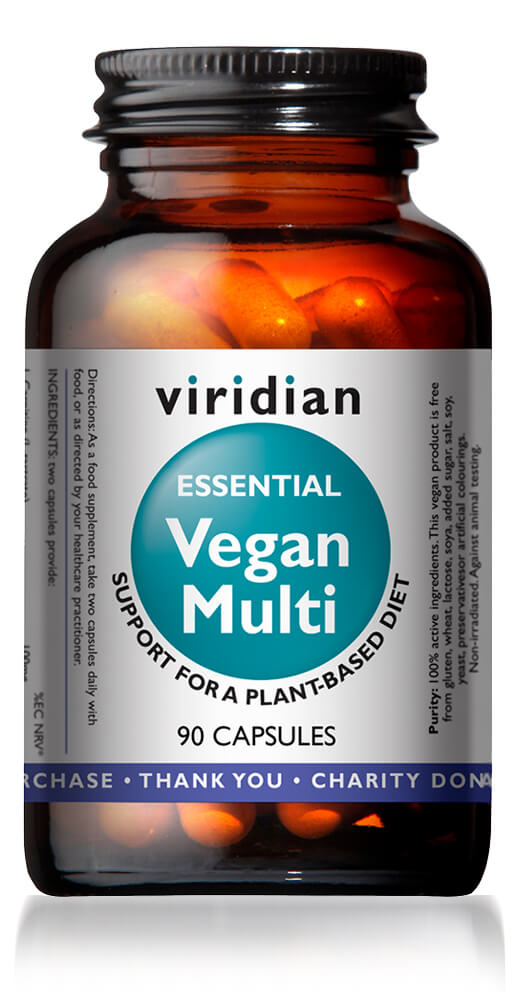 viridian
ESSENTIAL
Vegan
Multi
SUPPORT FOR A PLANT-BASED DIET
90 CAPSULES
RCHASE • THANK YOU • CHARITY DONA
Directions: As a food supplement, take two capsules daily with
food, or as directed by your healthcare practitioner.
INGREDIENTS: two capsules provide:
%EC NRV*
Purity: 100% active ingredients. This vegan product is free
from gluten, wheat, lactose, soya, added sugar, salt, soy,
yeast, preservativesor artificial colourings.
Non-irradiated. Against animal testing.